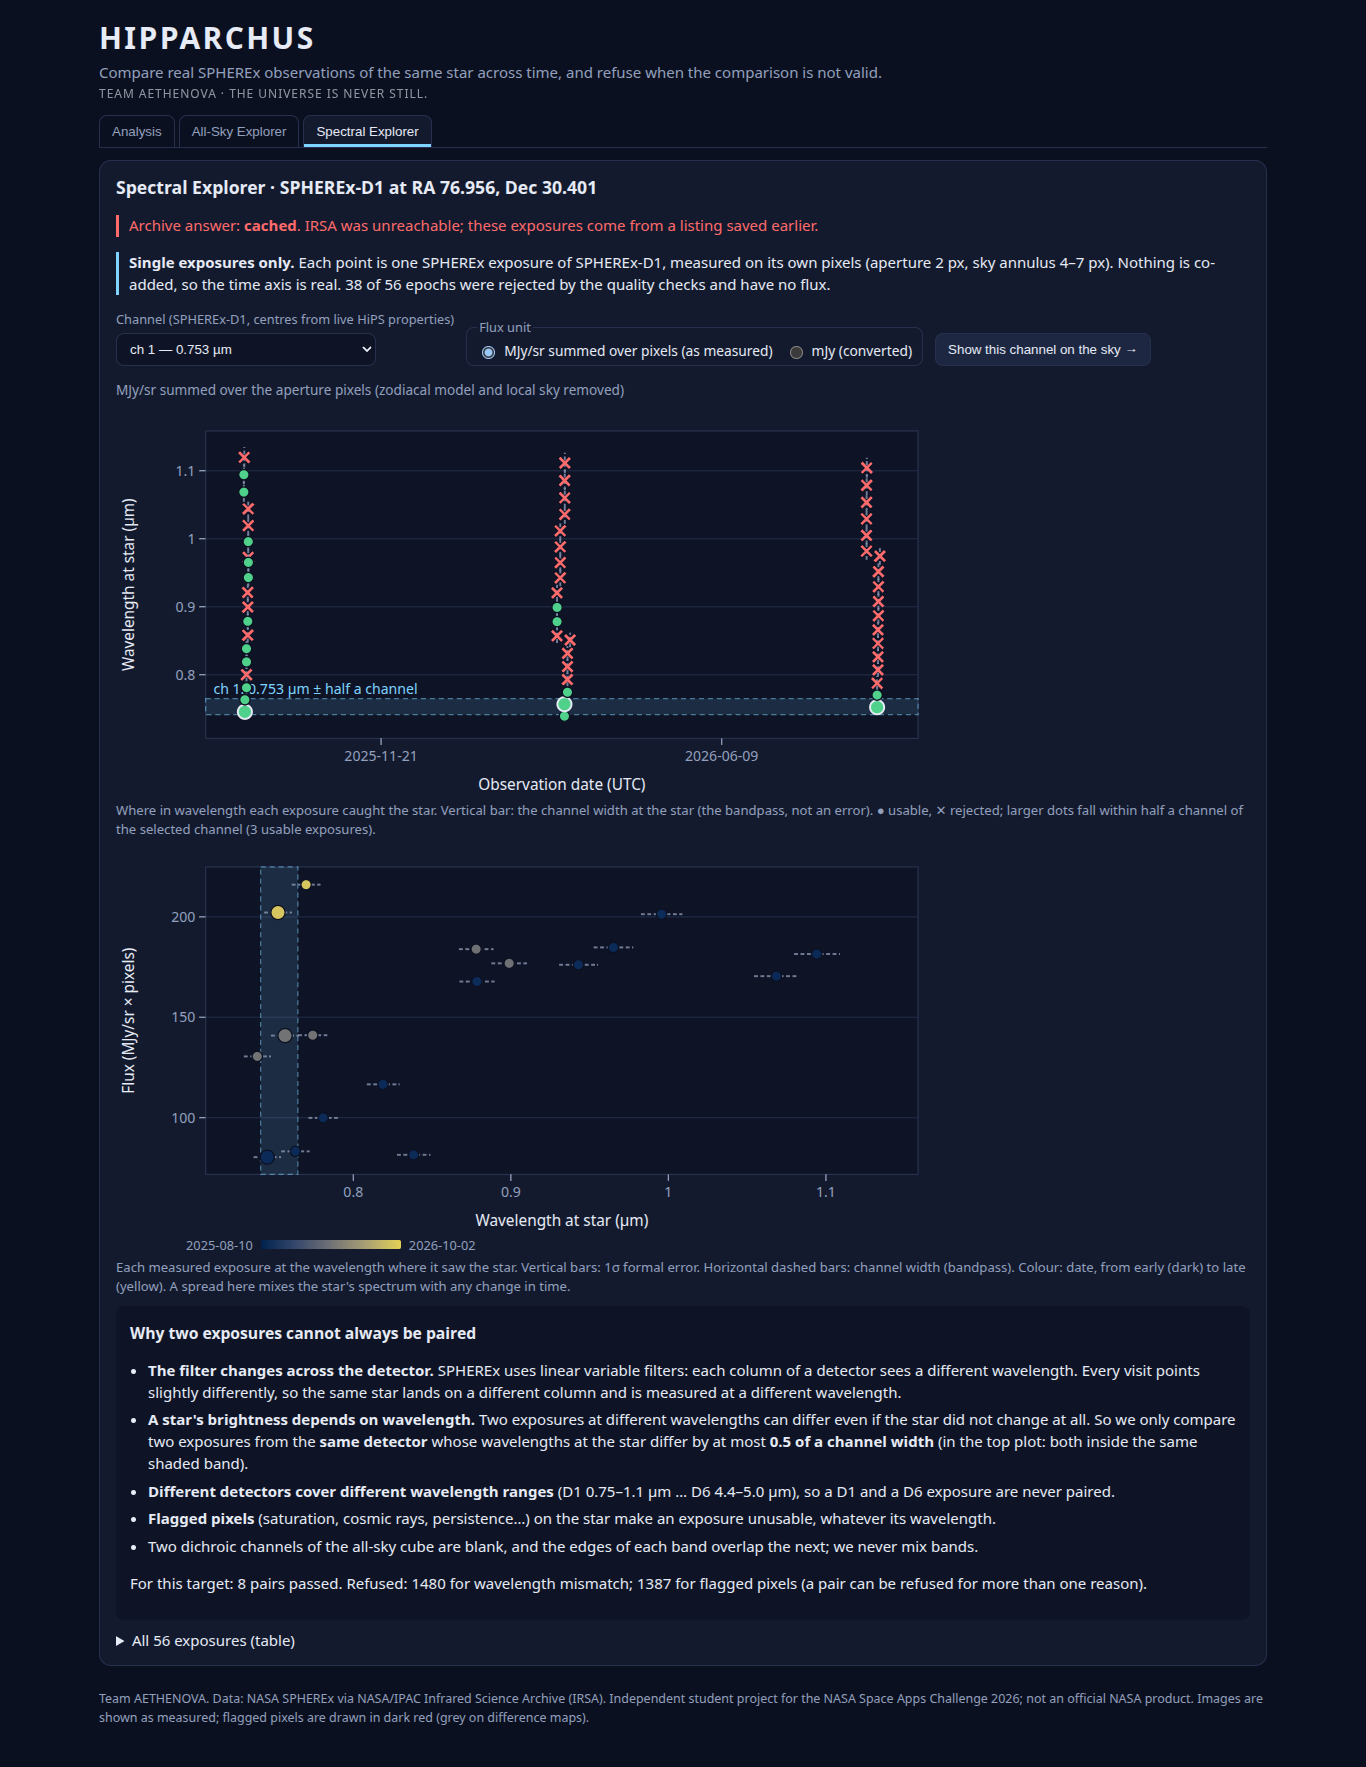 HIPPARCHUS
Compare real SPHEREx observations of the same star across time, and refuse when the comparison is not valid.
TEAM AETHENOVA · THE UNIVERSE IS NEVER STILL.
Analysis
All-Sky Explorer
Spectral Explorer
Spectral Explorer · SPHEREx-D1 at RA 76.956, Dec 30.401
Archive answer: cached. IRSA was unreachable; these exposures come from a listing saved earlier.
Single exposures only. Each point is one SPHEREx exposure of SPHEREx-D1, measured on its own pixels (aperture 2 px, sky annulus 4–7 px). Nothing is co-
added, so the time axis is real. 38 of 56 epochs were rejected by the quality checks and have no flux.
Channel (SPHEREx-D1, centres from live HiPS properties)
ch 1 — 0.753 µm
Flux unit
MJy/sr summed over pixels (as measured)
mJy (converted)
Show this channel on the sky →
MJy/sr summed over the aperture pixels (zodiacal model and local sky removed)
1.1
1
0.9
0.8
Wavelength at star (µm)
ch 1: 0.753 µm ± half a channel
2025-11-21
2026-06-09
Observation date (UTC)
Where in wavelength each exposure caught the star. Vertical bar: the channel width at the star (the bandpass, not an error). ● usable, ✕ rejected; larger dots fall within half a channel of
the selected channel (3 usable exposures).
200
150
100
Flux (MJy/sr × pixels)
0.8
0.9
1
1.1
Wavelength at star (µm)
2025-08-10
2026-10-02
Each measured exposure at the wavelength where it saw the star. Vertical bars: 1σ formal error. Horizontal dashed bars: channel width (bandpass). Colour: date, from early (dark) to late
(yellow). A spread here mixes the star's spectrum with any change in time.
Why two exposures cannot always be paired
• The filter changes across the detector. SPHEREx uses linear variable filters: each column of a detector sees a different wavelength. Every visit points
slightly differently, so the same star lands on a different column and is measured at a different wavelength.
• A star's brightness depends on wavelength. Two exposures at different wavelengths can differ even if the star did not change at all. So we only compare
two exposures from the same detector whose wavelengths at the star differ by at most 0.5 of a channel width (in the top plot: both inside the same
shaded band).
• Different detectors cover different wavelength ranges (D1 0.75–1.1 µm … D6 4.4–5.0 µm), so a D1 and a D6 exposure are never paired.
• Flagged pixels (saturation, cosmic rays, persistence…) on the star make an exposure unusable, whatever its wavelength.
• Two dichroic channels of the all-sky cube are blank, and the edges of each band overlap the next; we never mix bands.
For this target: 8 pairs passed. Refused: 1480 for wavelength mismatch; 1387 for flagged pixels (a pair can be refused for more than one reason).
▶ All 56 exposures (table)
Team AETHENOVA. Data: NASA SPHEREx via NASA/IPAC Infrared Science Archive (IRSA). Independent student project for the NASA Space Apps Challenge 2026; not an official NASA product. Images are
shown as measured; flagged pixels are drawn in dark red (grey on difference maps).